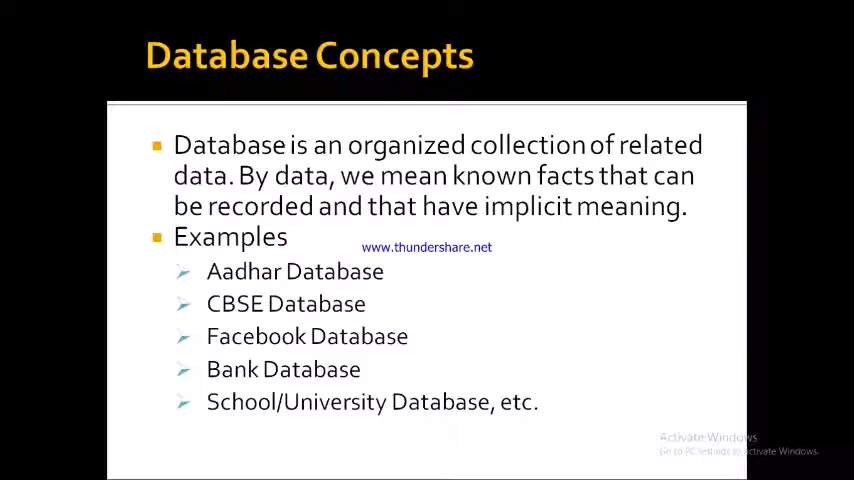 Database Concepts
Database is an organized collection of related
data. By data, we mean known facts that can
be recorded and that have implicit meaning.
Examples
www.thundershare.net
Aadhar Database
CBSE Database
Facebook Database
Bank Database
School/University Database, etc.
Activate Windows
Go to PC settings to activate Windows.